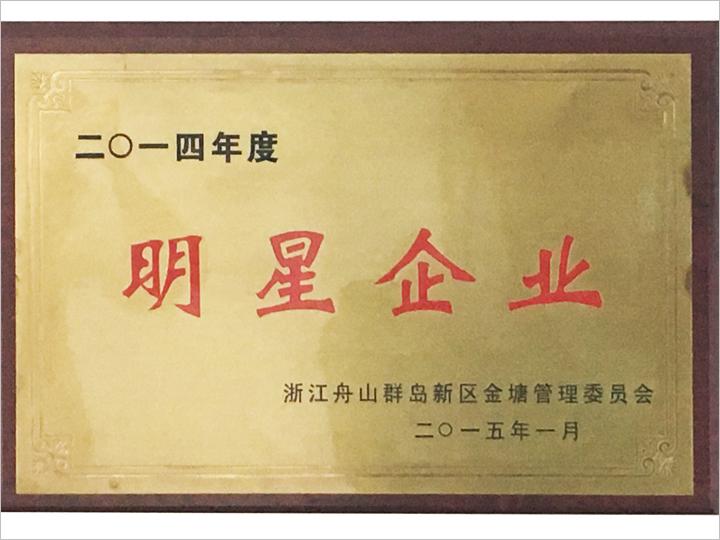 二〇一四年度
明星企业
浙江舟山群岛新区金塘管理委员会
二〇一五年一月